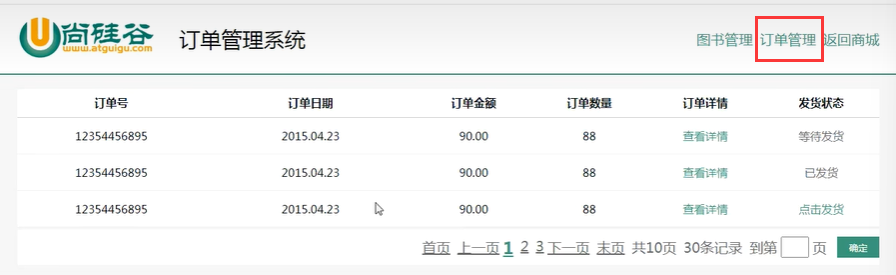 尚硅谷
www.atguigu.com
订单管理系统
图书管理 订单管理 返回商城
订单号 订单日期 订单金额 订单数量 订单详情 发货状态
12354456895 2015.04.23 90.00 88 查看详情 等待发货
12354456895 2015.04.23 90.00 88 查看详情 已发货
12354456895 2015.04.23 90.00 88 查看详情 点击发货
首页 上一页 1 2 3 下一页 末页 共10页 30条记录 到第 页 确定